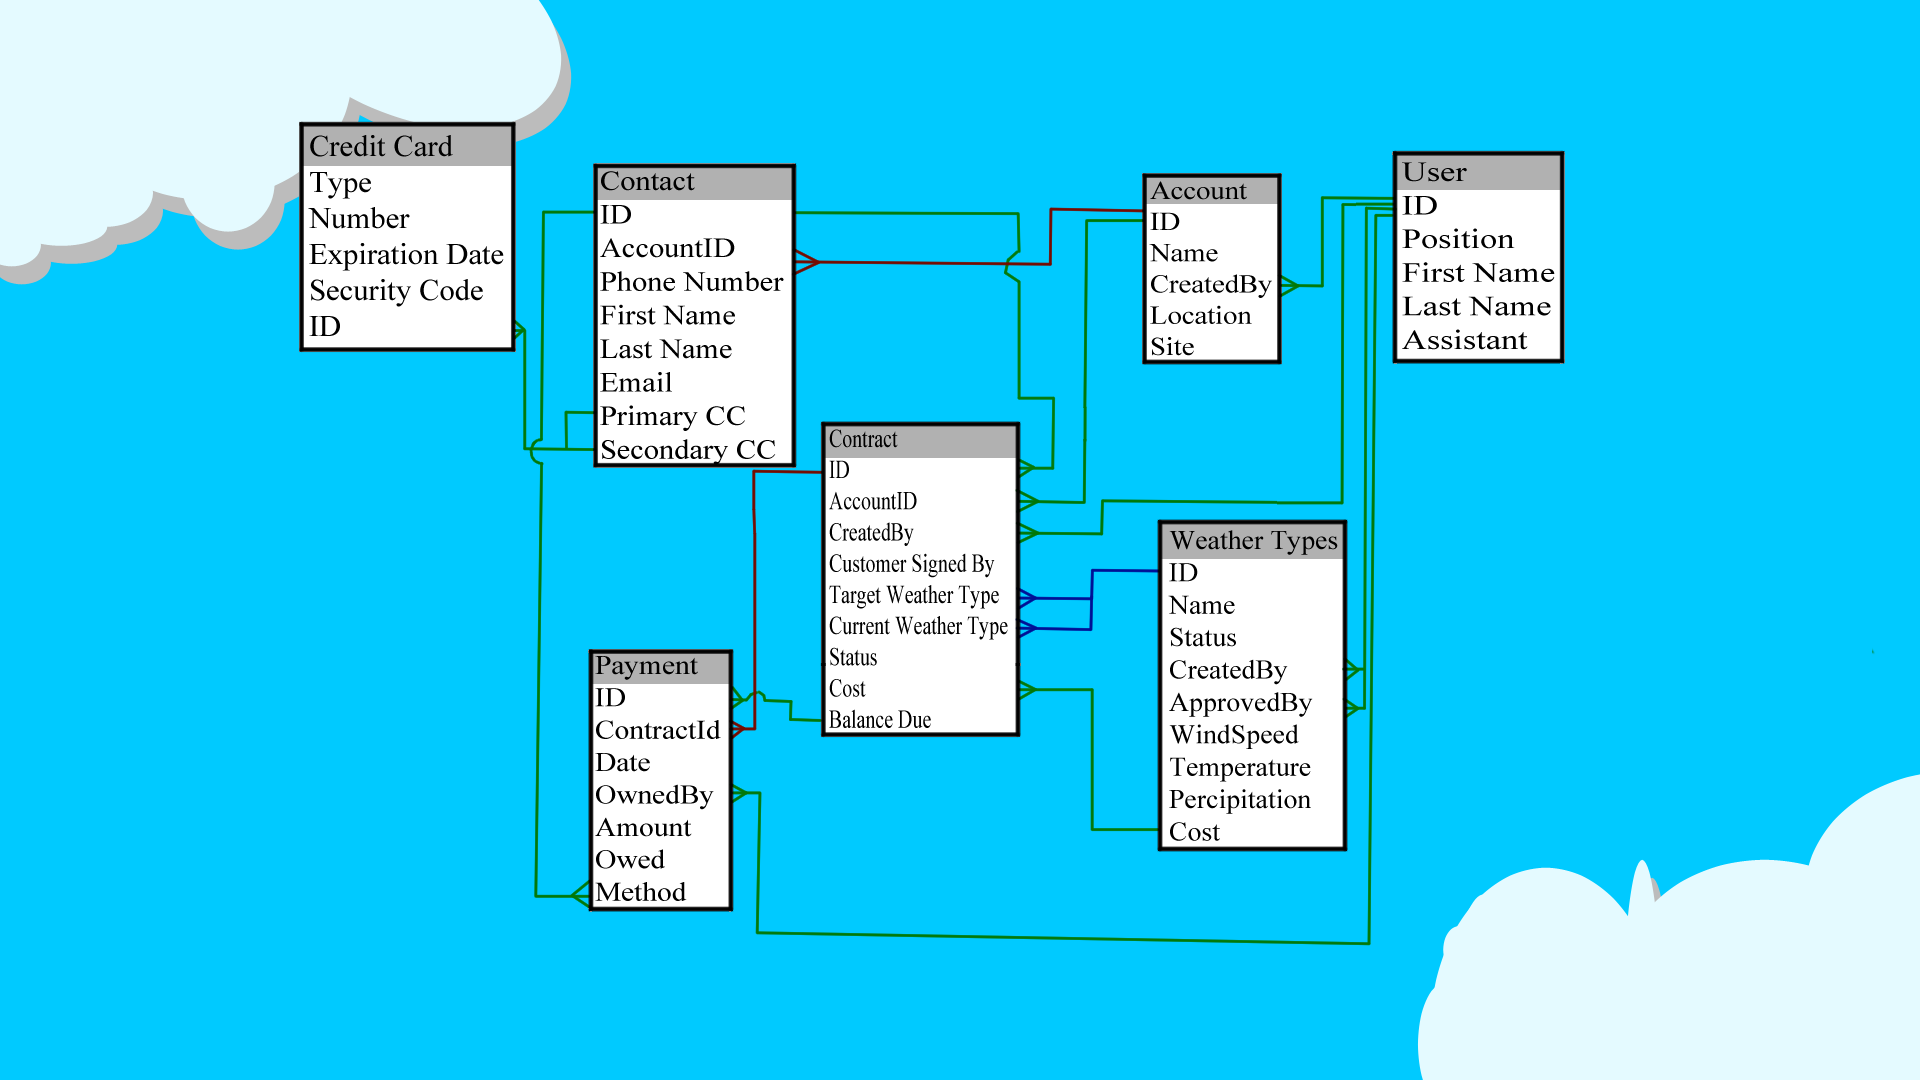 Credit Card
Type
Number
Expiration Date
Security Code
ID
Contact
ID
AccountID
Phone Number
First Name
Last Name
Email
Primary CC
Secondary CC
Account
ID
Name
CreatedBy
Location
Site
User
ID
Position
First Name
Last Name
Assistant
Contract
ID
AccountID
CreatedBy
Customer Signed By
Target Weather Type
Current Weather Type
Status
Cost
Balance Due
Weather Types
ID
Name
Status
CreatedBy
ApprovedBy
WindSpeed
Temperature
Percipitation
Cost
Payment
ID
ContractId
Date
OwnedBy
Amount
Owed
Method